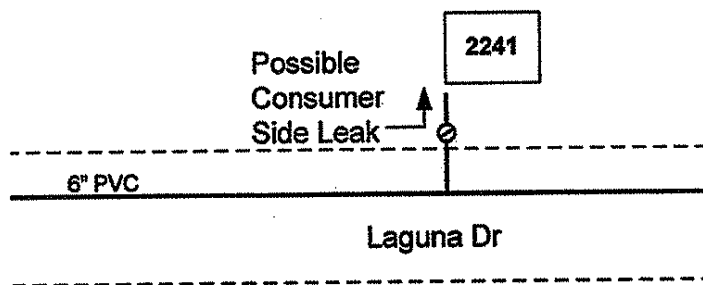 2241
Possible
Consumer
Side Leak
6" PVC
Laguna Dr